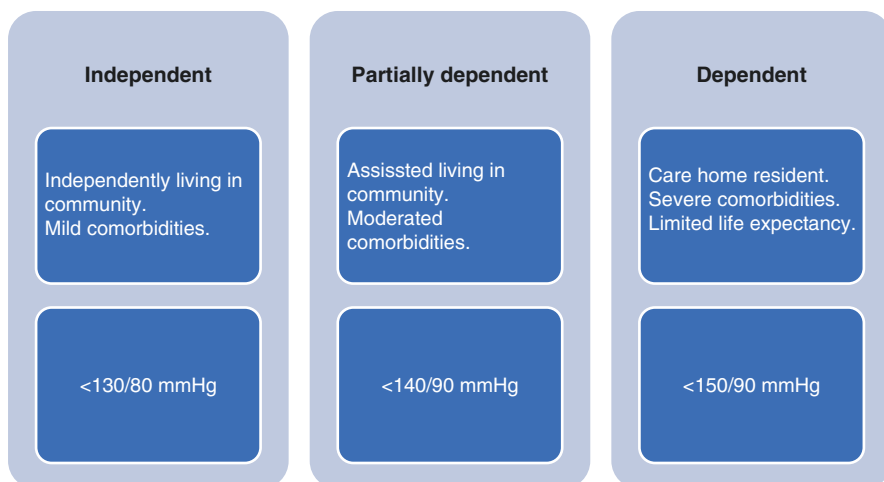 Independent
Independently living in
community.
Mild comorbidities.
<130/80 mmHg
Partially dependent
Assissted living in
community.
Moderated
comorbidities.
<140/90 mmHg
Dependent
Care home resident.
Severe comorbidities.
Limited life expectancy.
<150/90 mmHg